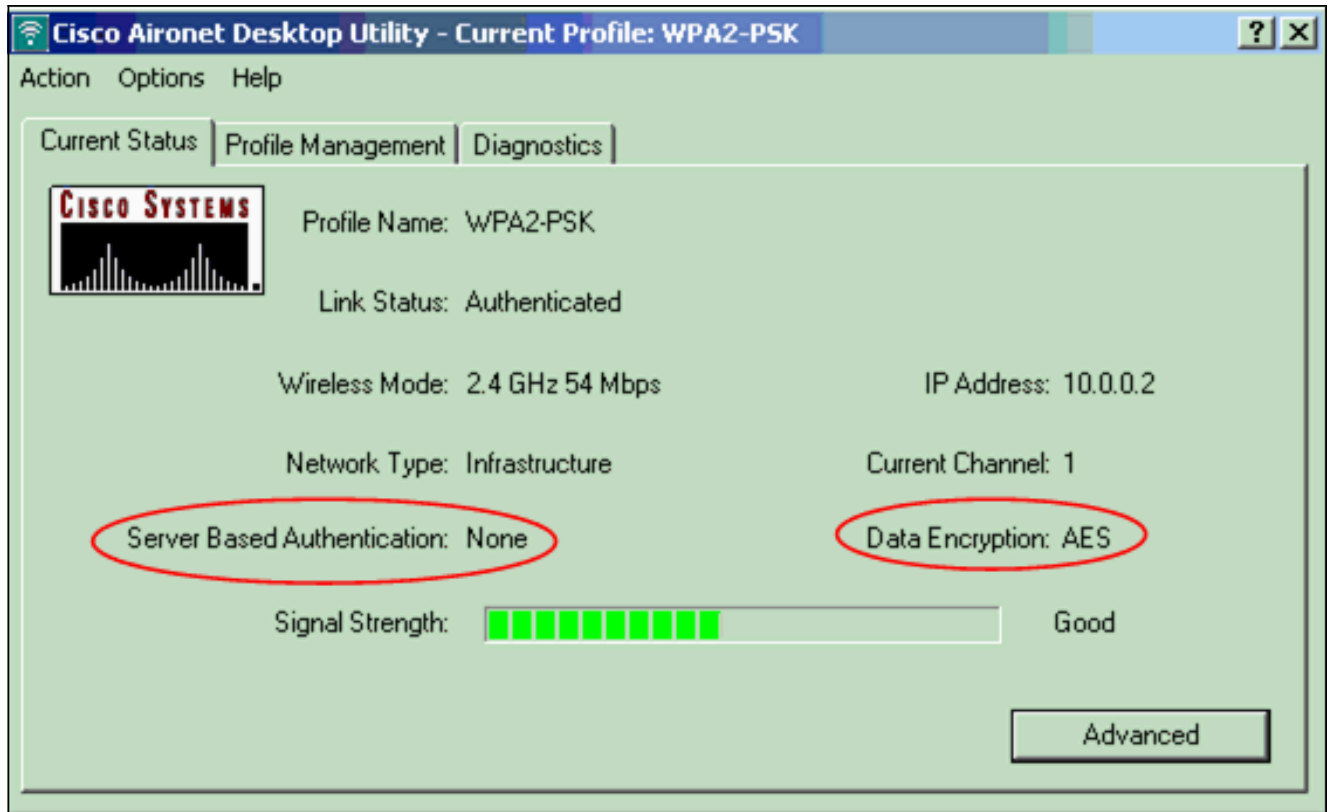 Cisco Aironet Desktop Utility - Current Profile: WPA2-PSK
Action Options Help
Current Status Profile Management Diagnostics
CISCO SYSTEMS
Profile Name: WPA2-PSK
Link Status: Authenticated
Wireless Mode: 2.4 GHz 54 Mbps IP Address: 10.0.0.2
Network Type: Infrastructure Current Channel: 1
Server Based Authentication: None Data Encryption: AES
Signal Strength: Good
Advanced